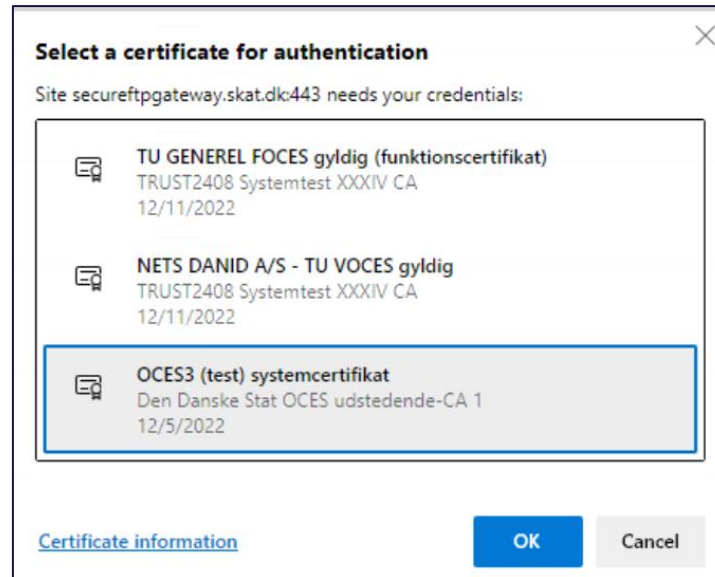 Select a certificate for authentication
Site secureftpgateway.skat.dk:443 needs your credentials:
TU GENEREL FOCES gyldig (funktionscertifikat)
TRUST2408 Systemtest XXXIV CA
12/11/2022
NETS DANID A/S - TU VOCES gyldig
TRUST2408 Systemtest XXXIV CA
12/11/2022
OCES3 (test) systemcertifikat
Den Danske Stat OCES udstedende-CA 1
12/5/2022
Certificate information
OK
Cancel